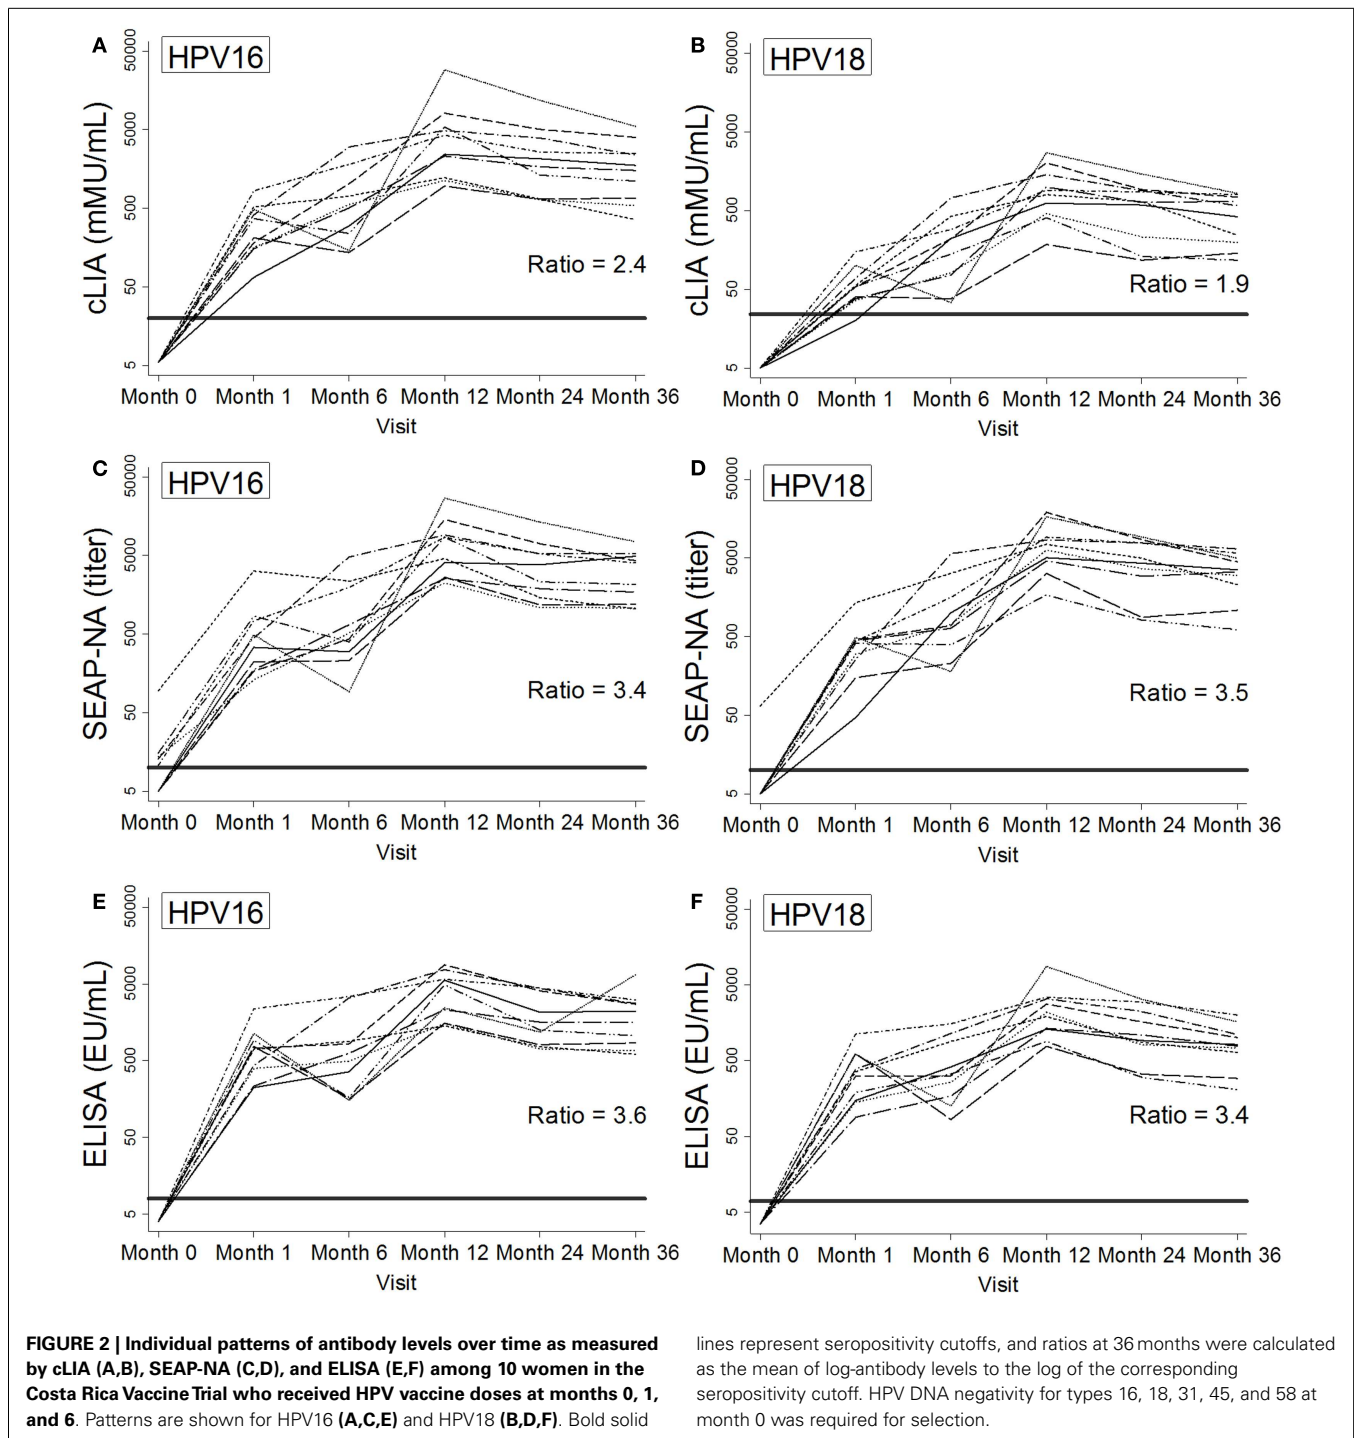 A
HPV16
cLIA (mMU/mL)
50000
5000
500
50
5
Ratio = 2.4
Month 0 Month 1 Month 6 Month 12 Month 24 Month 36
Visit
B
HPV18
cLIA (mMU/mL)
50000
5000
500
50
5
Ratio = 1.9
Month 0 Month 1 Month 6 Month 12 Month 24 Month 36
Visit
C
HPV16
SEAP-NA (titer)
50000
5000
500
50
5
Ratio = 3.4
Month 0 Month 1 Month 6 Month 12 Month 24 Month 36
Visit
D
HPV18
SEAP-NA (titer)
50000
5000
500
50
5
Ratio = 3.5
Month 0 Month 1 Month 6 Month 12 Month 24 Month 36
Visit
E
HPV16
ELISA (EU/mL)
50000
5000
500
50
5
Ratio = 3.6
Month 0 Month 1 Month 6 Month 12 Month 24 Month 36
Visit
F
HPV18
ELISA (EU/mL)
50000
5000
500
50
5
Ratio = 3.4
Month 0 Month 1 Month 6 Month 12 Month 24 Month 36
Visit
FIGURE 2 | Individual patterns of antibody levels over time as measured
by cLIA (A,B), SEAP-NA (C,D), and ELISA (E,F) among 10 women in the
Costa Rica Vaccine Trial who received HPV vaccine doses at months 0, 1,
and 6. Patterns are shown for HPV16 (A,C,E) and HPV18 (B,D,F). Bold solid
lines represent seropositivity cutoffs, and ratios at 36 months were calculated
as the mean of log-antibody levels to the log of the corresponding
seropositivity cutoff. HPV DNA negativity for types 16, 18, 31, 45, and 58 at
month 0 was required for selection.